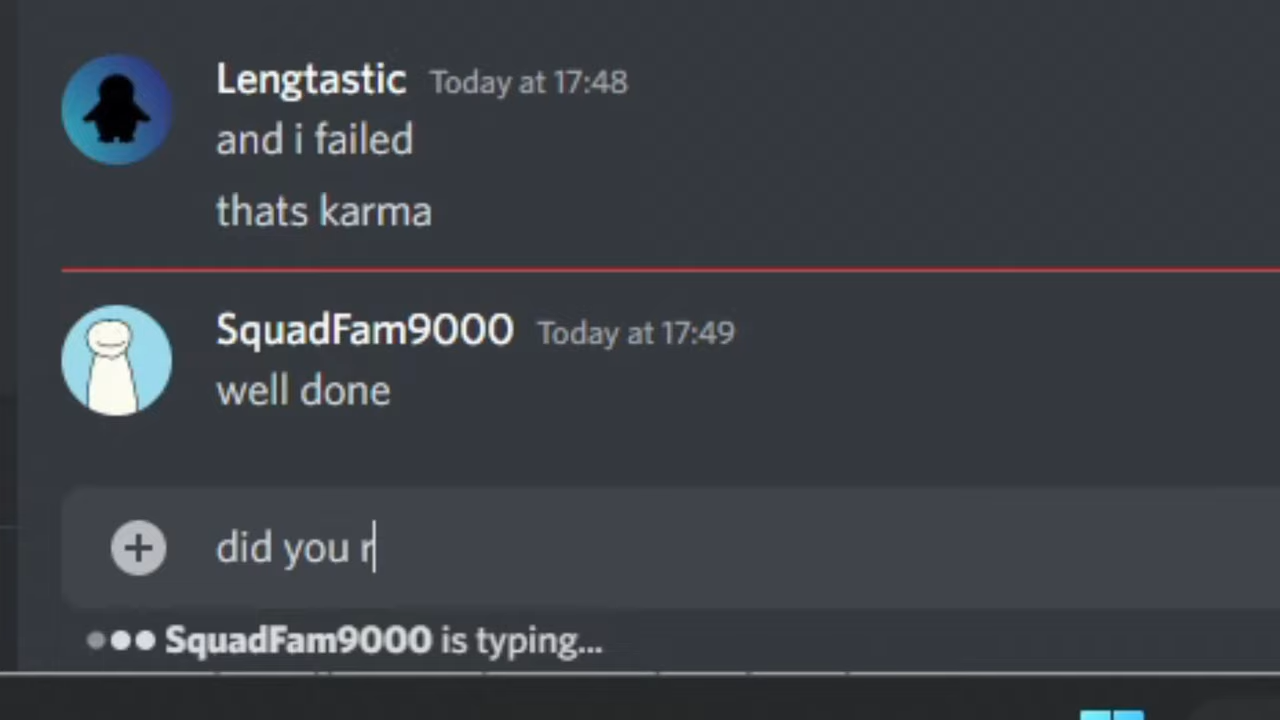 Lengtastic Today at 17:48
and i failed
thats karma
SquadFam9000 Today at 17:49
well done
did you r
SquadFam9000 is typing...